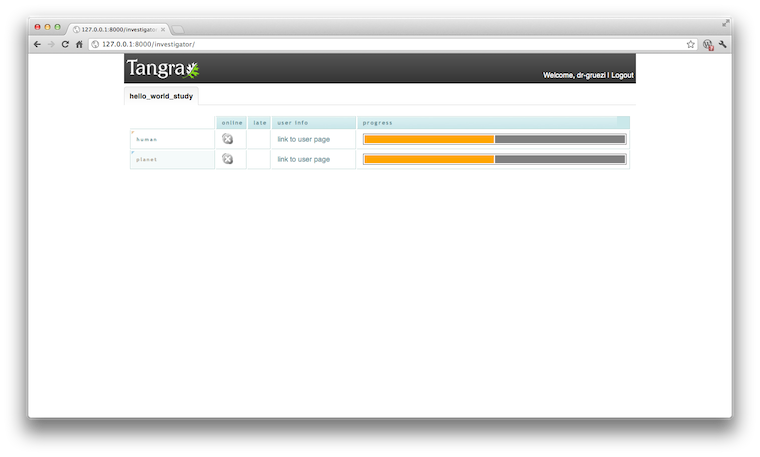 127.0.0.1:8000/investigator
127.0.0.1:8000/investigator/
Tangra
Welcome, dr-gruezi | Logout
hello_world_study
online late user info progress
human link to user page
planet link to user page